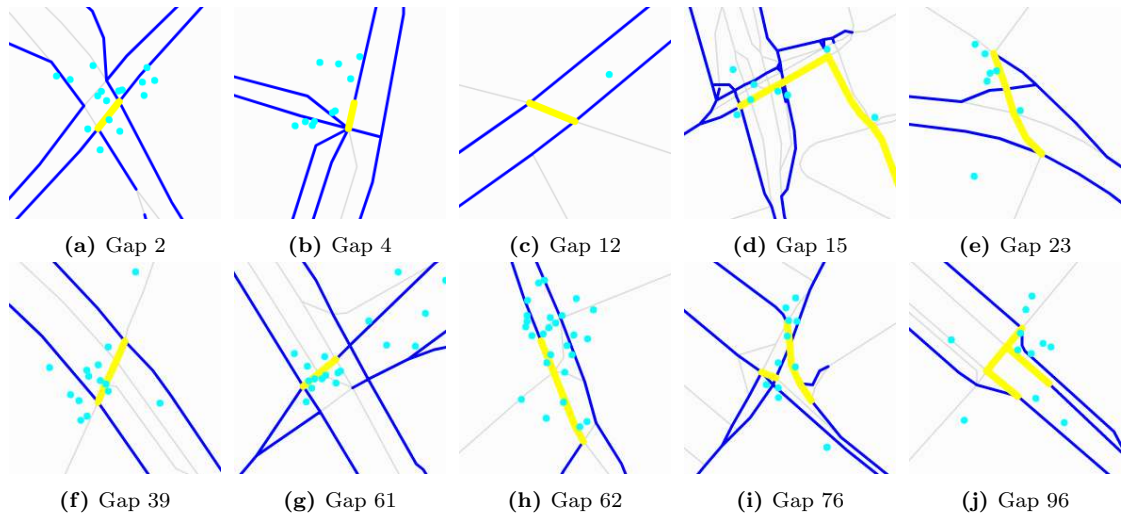 (a) Gap 2
(b) Gap 4
(c) Gap 12
(d) Gap 15
(e) Gap 23
(f) Gap 39
(g) Gap 61
(h) Gap 62
(i) Gap 76
(j) Gap 96